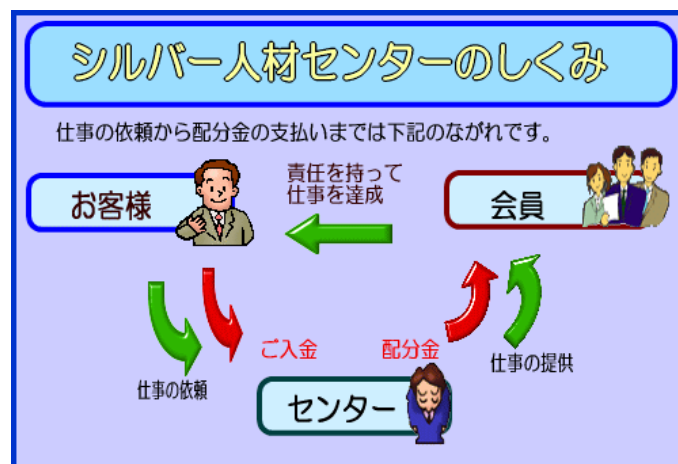 シルバー人材センターのしくみ
仕事の依頼から配分金の支払いまでは下記のながれです。
お客様
責任を持って
仕事を達成
会員
ご入金
配分金
仕事の提供
仕事の依頼
センター